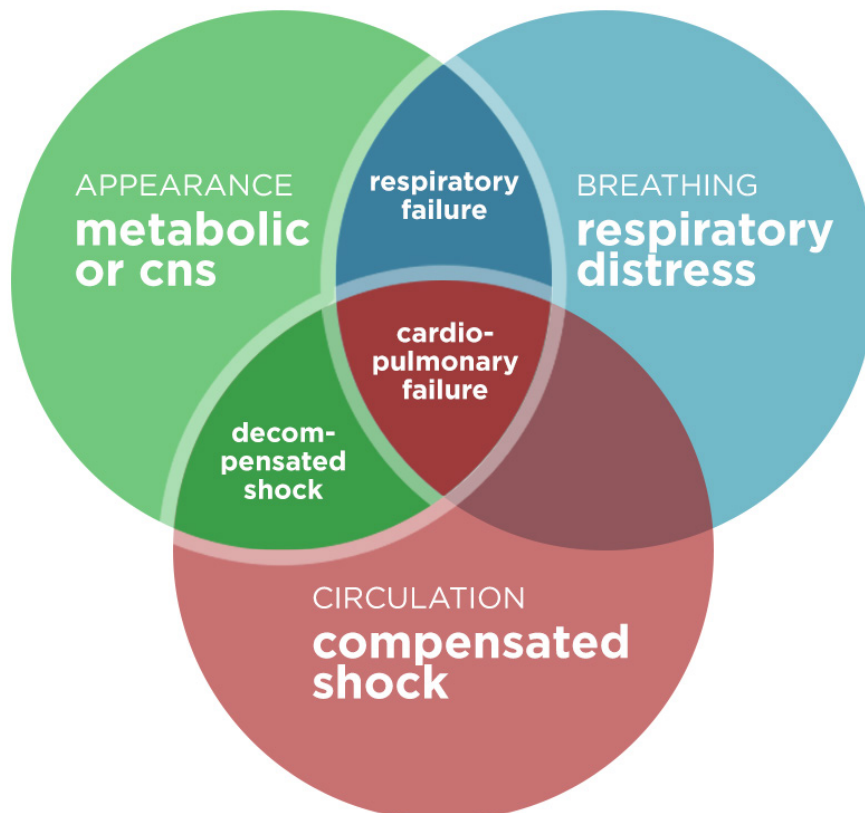 respiratory
failure
APPEARANCE
metabolic
or cns
BREATHING
respiratory
distress
cardio-
pulmonary
failure
decom-
pensated
shock
CIRCULATION
compensated
shock